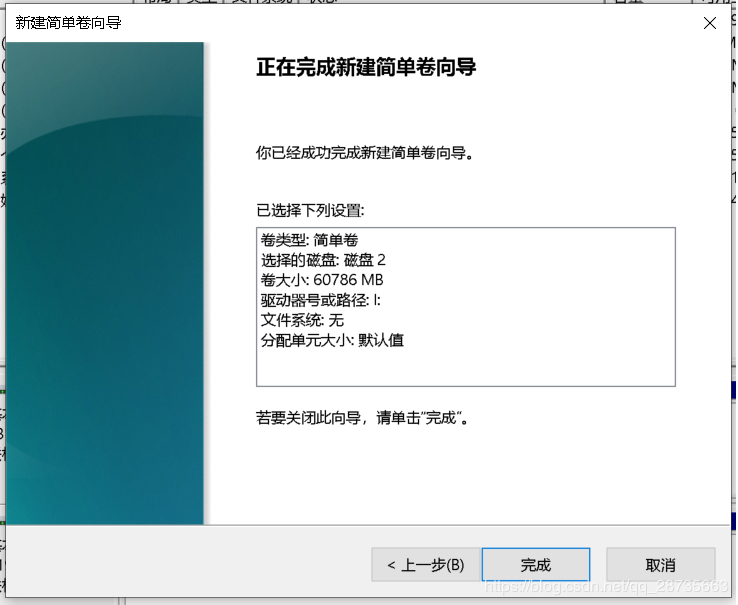 新建简单卷向导
正在完成新建简单卷向导
你已经成功完成新建简单卷向导。
已选择下列设置:
卷类型: 简单卷
选择的磁盘: 磁盘 2
卷大小: 60786 MB
驱动器号或路径: I:
文件系统: 无
分配单元大小: 默认值
若要关闭此向导，请单击"完成"。
<上一步(B)
完成
取消
https://blog.csdn.net/qq_28735363